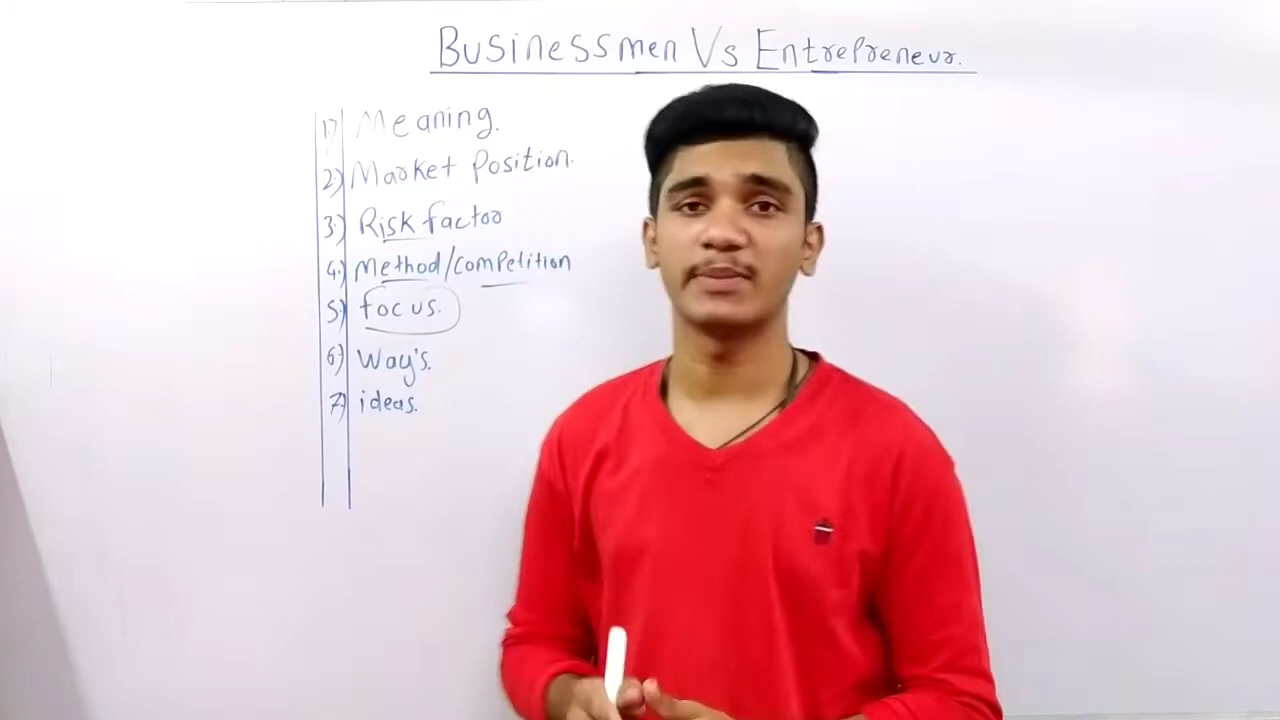 Businessmen Vs Entrepreneur.
1) Meaning.
2) Market Position.
3) Risk factor
4) Method/competition
5) focus.
6) Way's.
7) ideas.